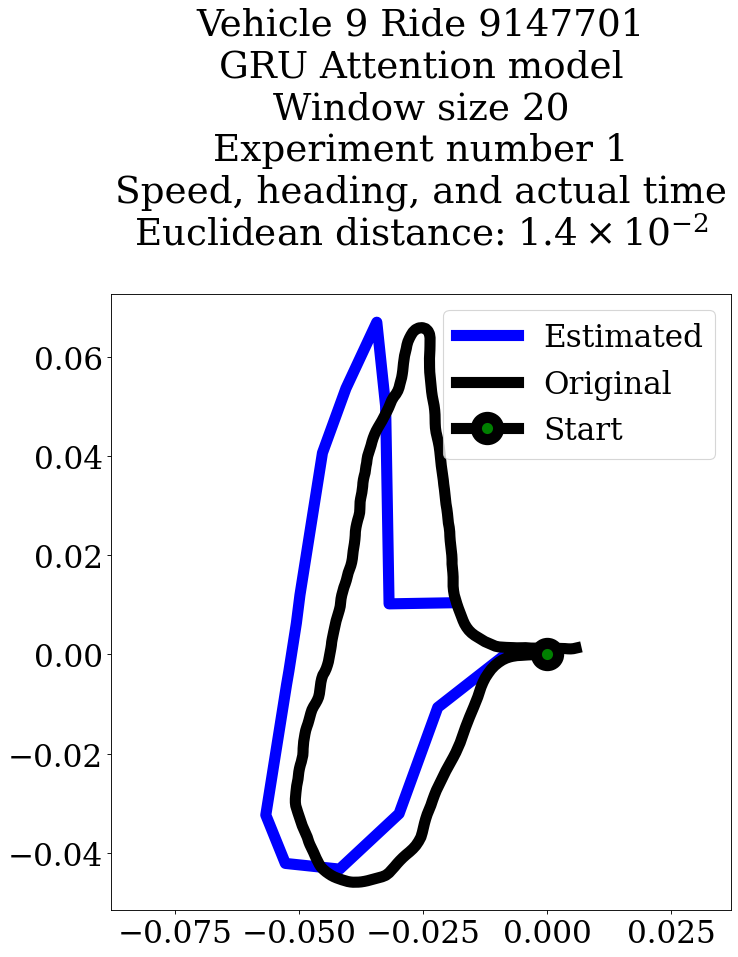 Vehicle 9 Ride 9147701
GRU Attention model
Window size 20
Experiment number 1
Speed, heading, and actual time
Euclidean distance: 1.4 × 10⁻²
Estimated
Original
Start
0.06
0.04
0.02
0.00
−0.02
−0.04
−0.075 −0.050 −0.025 0.000 0.025